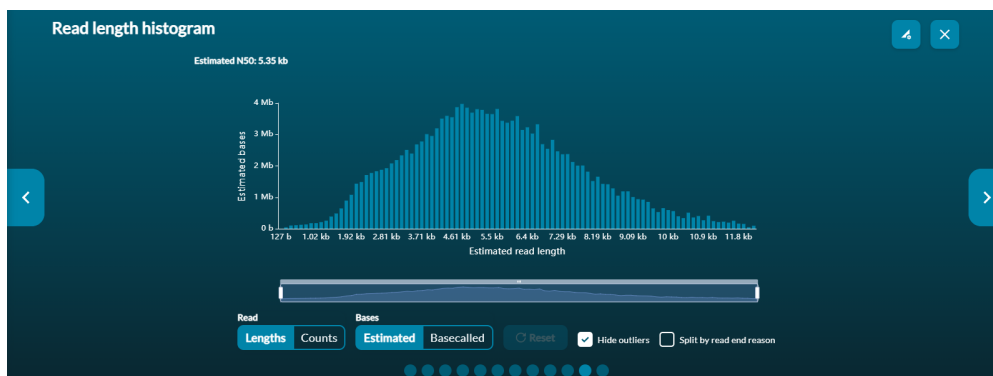 Read length histogram
Estimated N50: 5.35 kb
4 Mb
3 Mb
2 Mb
1 Mb
0 b
Estimated bases
127 b 1.02 kb 1.92 kb 2.81 kb 3.71 kb 4.61 kb 5.5 kb 6.4 kb 7.29 kb 8.19 kb 9.09 kb 10 kb 10.9 kb 11.8 kb
Estimated read length
Read Bases
Lengths Counts Estimated Basecalled Reset Hide outliers Split by read end reason